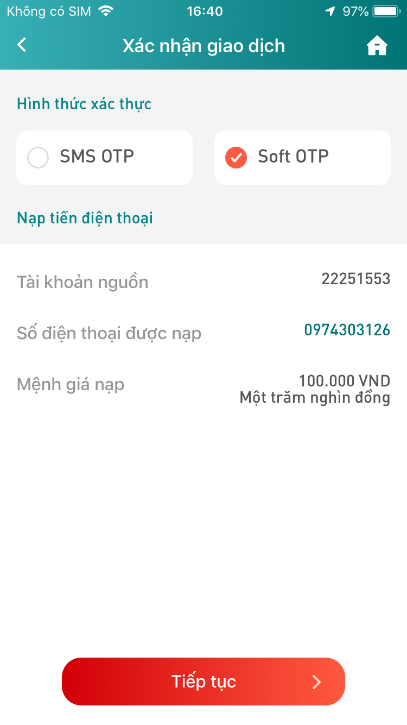 Không có SIM 16:40 97%
Xác nhận giao dịch
Hình thức xác thực
SMS OTP Soft OTP
Nạp tiền điện thoại
Tài khoản nguồn 22251553
Số điện thoại được nạp 0974303126
Mệnh giá nạp 100.000 VND
Một trăm nghìn đồng
Tiếp tục